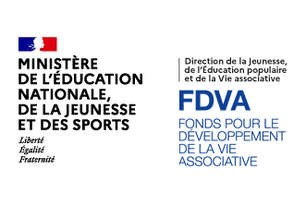 MINISTÈRE
DE L'ÉDUCATION
NATIONALE,
DE LA JEUNESSE
ET DES SPORTS
Liberté
Égalité
Fraternité
Direction de la Jeunesse,
de l'Éducation populaire
et de la Vie associative
FDVA
FONDS POUR LE
DÉVELOPPEMENT
DE LA VIE
ASSOCIATIVE